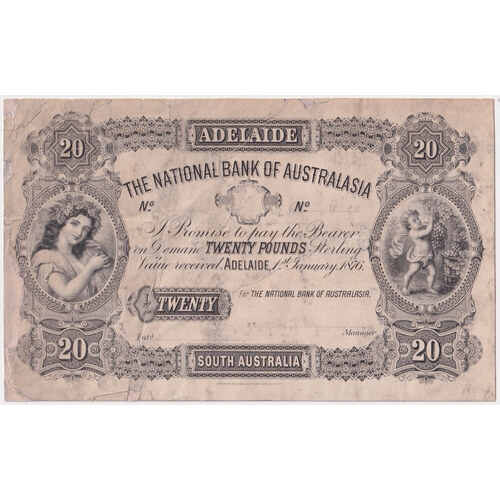 ADELAIDE
20 20
THE NATIONAL BANK OF AUSTRALASIA
No. No.
I Promise to pay the Bearer
on Demand TWENTY POUNDS Sterling
Value received. ADELAIDE 1st January 1876.
For THE NATIONAL BANK OF AUSTRALASIA.
£ TWENTY
Manager
20 20
SOUTH AUSTRALIA